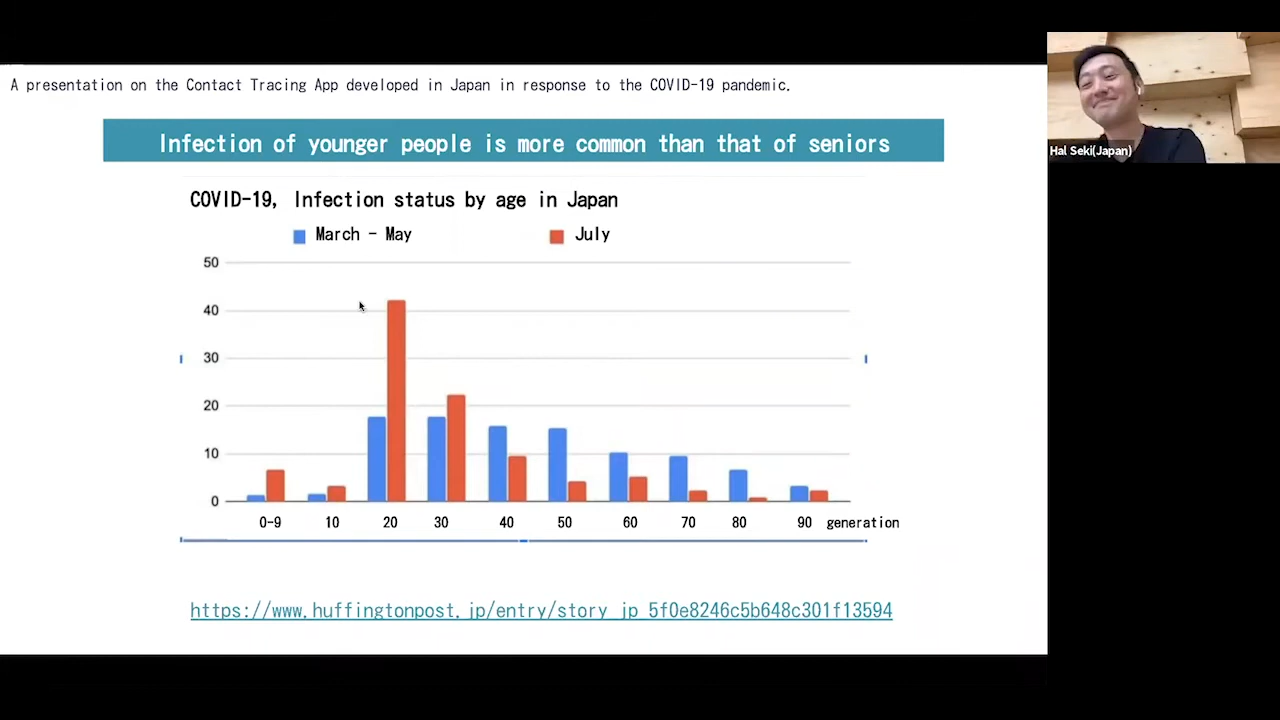 A presentation on the Contact Tracing App developed in Japan in response to the COVID-19 pandemic.
Infection of younger people is more common than that of seniors
COVID-19, Infection status by age in Japan
March - May July
50
40
30
20
10
0
0-9 10 20 30 40 50 60 70 80 90 generation
https://www.huffingtonpost.jp/entry/story_jp_5f0e8246c5b648c301f13594
Hal Seki(Japan)